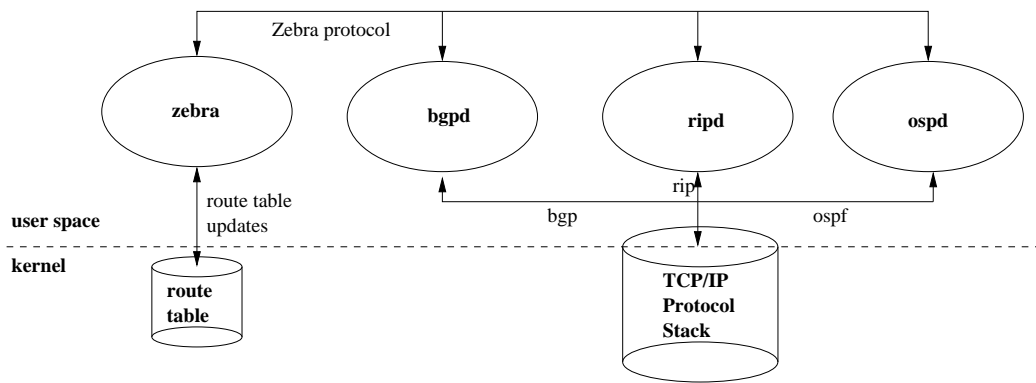 Zebra protocol
zebra
bgpd
ripd
ospd
rip
route table
updates
bgp
ospf
user space
kernel
route
table
TCP/IP
Protocol
Stack